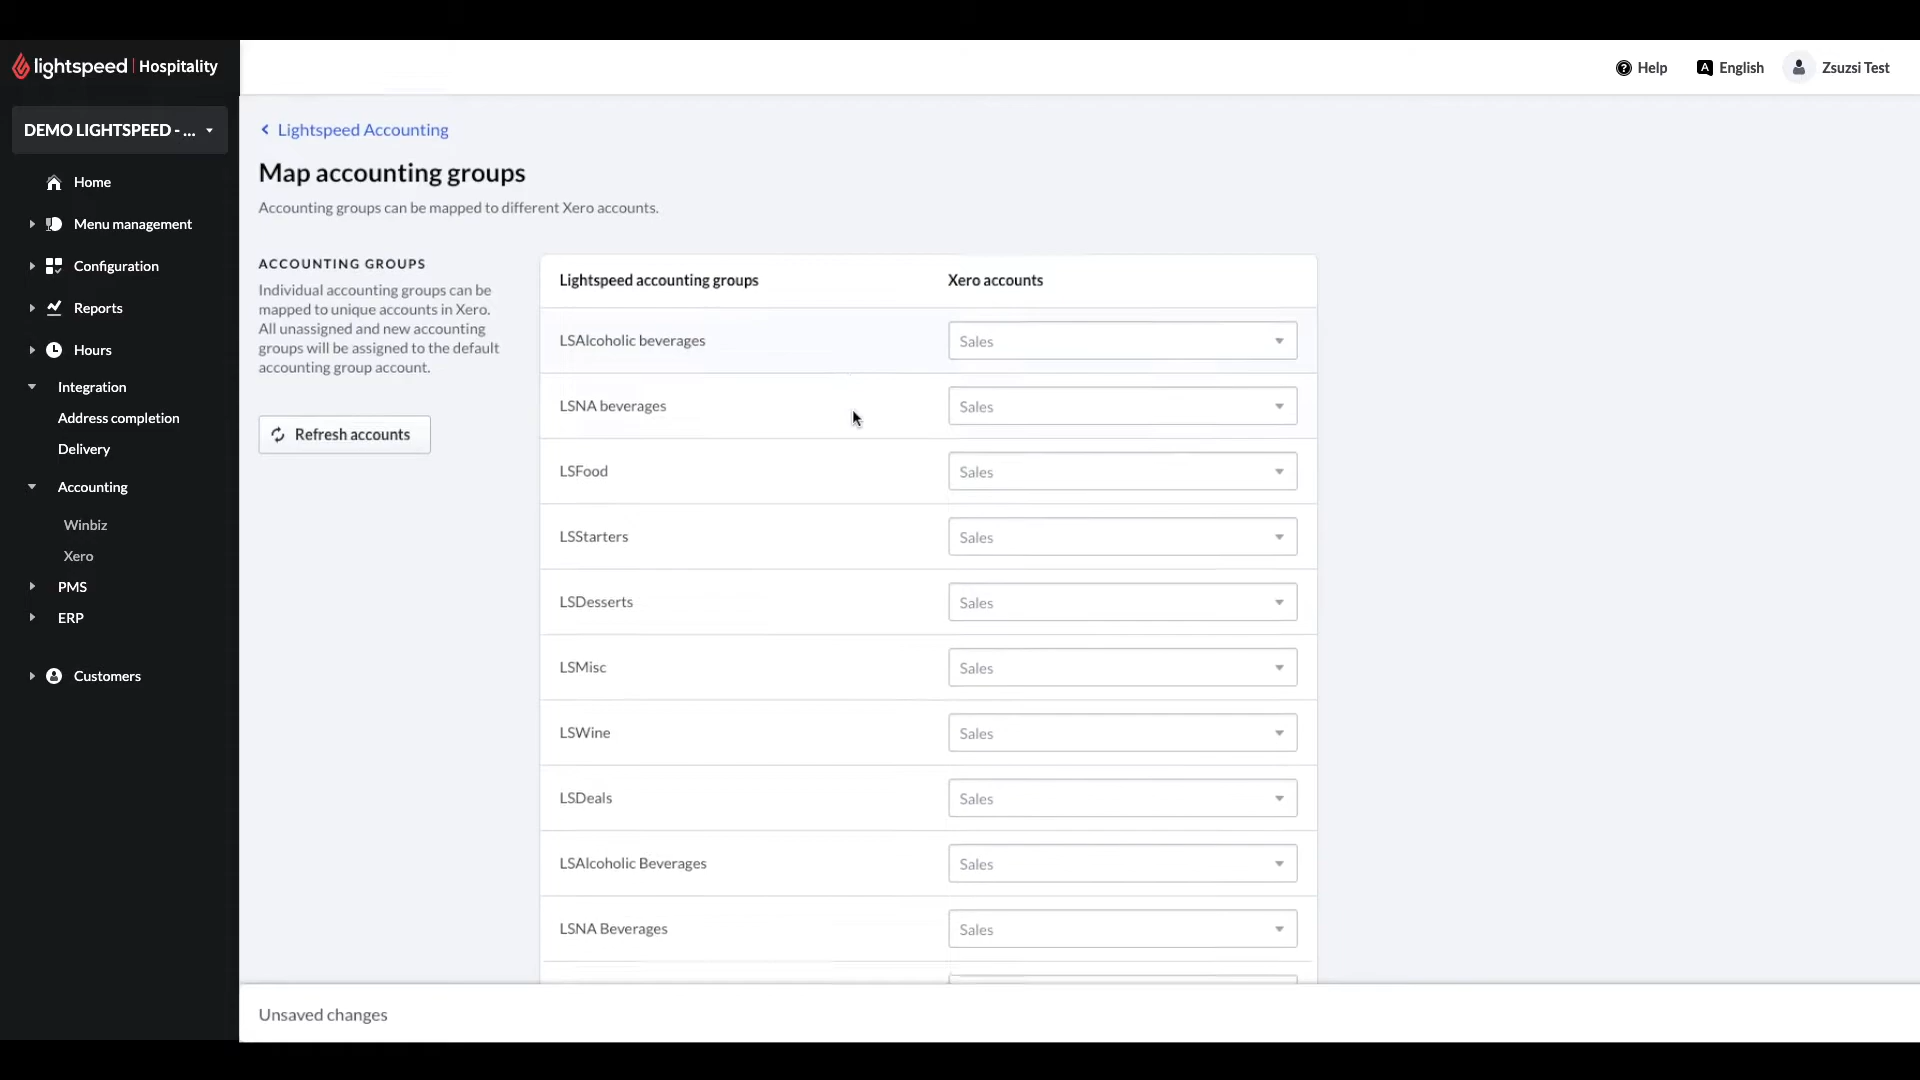 lightspeed | Hospitality
Help
English
Zsuzsi Test
DEMO LIGHTSPEED - ...
Home
Menu management
Configuration
Reports
Hours
Integration
Address completion
Delivery
Accounting
Winbiz
Xero
PMS
ERP
Customers
Lightspeed Accounting
Map accounting groups
Accounting groups can be mapped to different Xero accounts.
ACCOUNTING GROUPS
Individual accounting groups can be
mapped to unique accounts in Xero.
All unassigned and new accounting
groups will be assigned to the default
accounting group account.
Refresh accounts
Lightspeed accounting groups Xero accounts
LSAlcoholic beverages Sales
LSNA beverages Sales
LSFood Sales
LSStarters Sales
LSDesserts Sales
LSMisc Sales
LSWine Sales
LSDeals Sales
LSAlcoholic Beverages Sales
LSNA Beverages Sales
Unsaved changes